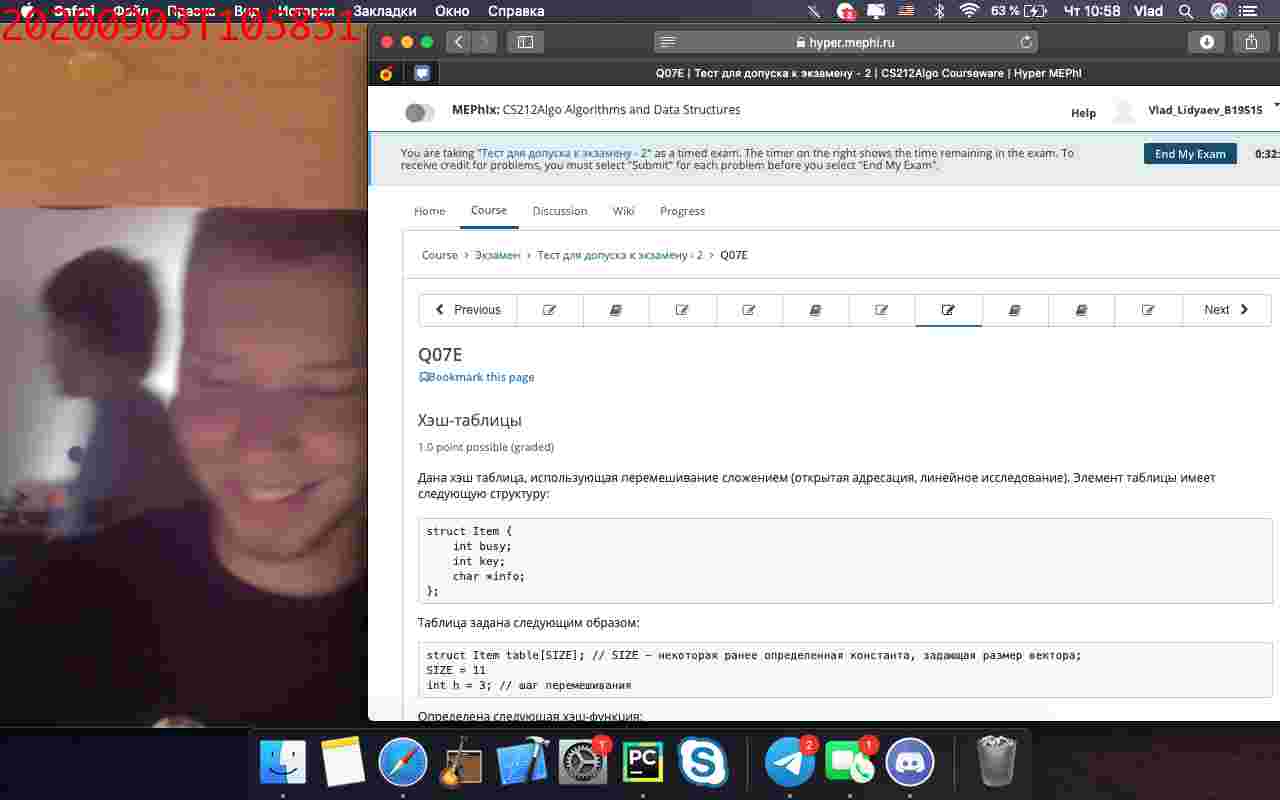 20200903T105851
Safari Файл Правка Вид История Закладки Окно Справка 63 % Чт 10:58 Vlad
hyper.mephi.ru
Q07E | Тест для допуска к экзамену - 2 | CS212Algo Courseware | Hyper MEPhI
MEPhIx: CS212Algo Algorithms and Data Structures
Help
Vlad_Lidyaev_B19515
You are taking "Тест для допуска к экзамену - 2" as a timed exam. The timer on the right shows the time remaining in the exam. To
receive credit for problems, you must select "Submit" for each problem before you select "End My Exam".
End My Exam
0:32:
Home Course Discussion Wiki Progress
Course > Экзамен > Тест для допуска к экзамену - 2 > Q07E
Previous
Next
Q07E
Bookmark this page
Хэш-таблицы
1.0 point possible (graded)
Дана хэш таблица, использующая перемешивание сложением (открытая адресация, линейное исследование). Элемент таблицы имеет
следующую структуру:
struct Item {
int busy;
int key;
char *info;
};
Таблица задана следующим образом:
struct Item table[SIZE]; // SIZE – некоторая ранее определенная константа, задающая размер вектора;
SIZE = 11
int h = 3; // шаг перемешивания
Определена следующая хэш-функция:
1
PC
2
1